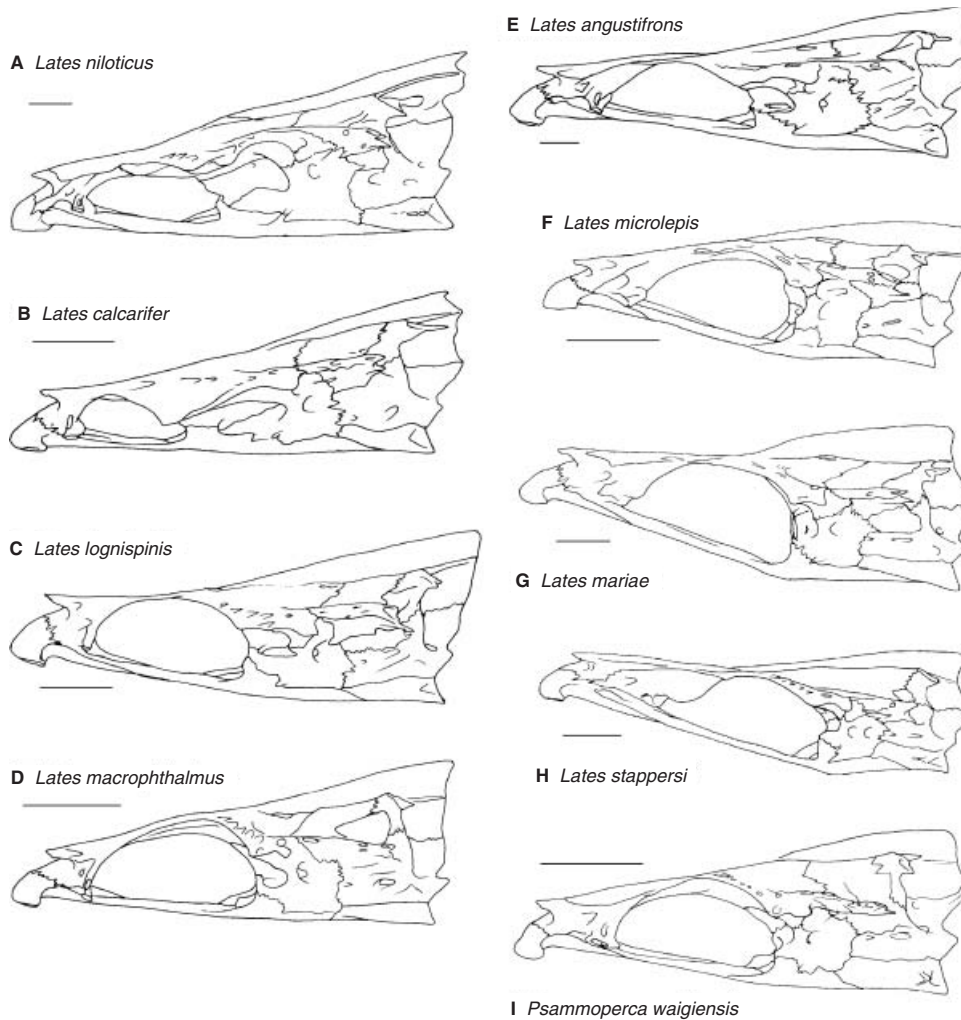 A Lates niloticus
B Lates calcarifer
C Lates lognispinis
D Lates macrophthalmus
E Lates angustifrons
F Lates microlepis
G Lates mariae
H Lates stappersi
I Psammoperca waigiensis